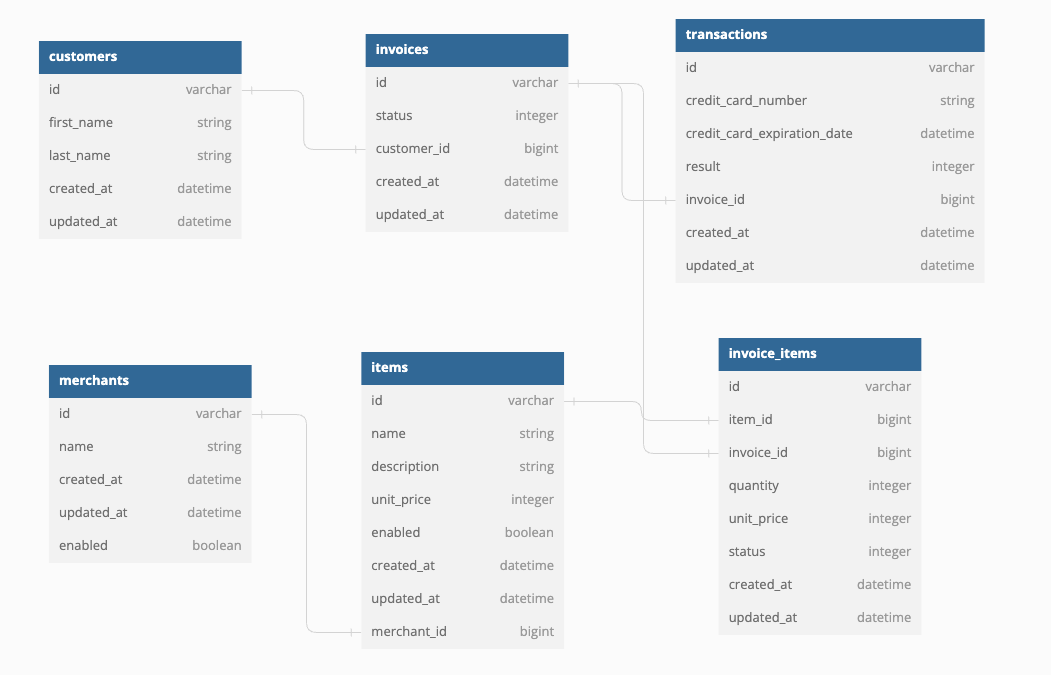 customers
id varchar
first_name string
last_name string
created_at datetime
updated_at datetime
invoices
id varchar
status integer
customer_id bigint
created_at datetime
updated_at datetime
transactions
id varchar
credit_card_number string
credit_card_expiration_date datetime
result integer
invoice_id bigint
created_at datetime
updated_at datetime
merchants
id varchar
name string
created_at datetime
updated_at datetime
enabled boolean
items
id varchar
name string
description string
unit_price integer
enabled boolean
created_at datetime
updated_at datetime
merchant_id bigint
invoice_items
id varchar
item_id bigint
invoice_id bigint
quantity integer
unit_price integer
status integer
created_at datetime
updated_at datetime